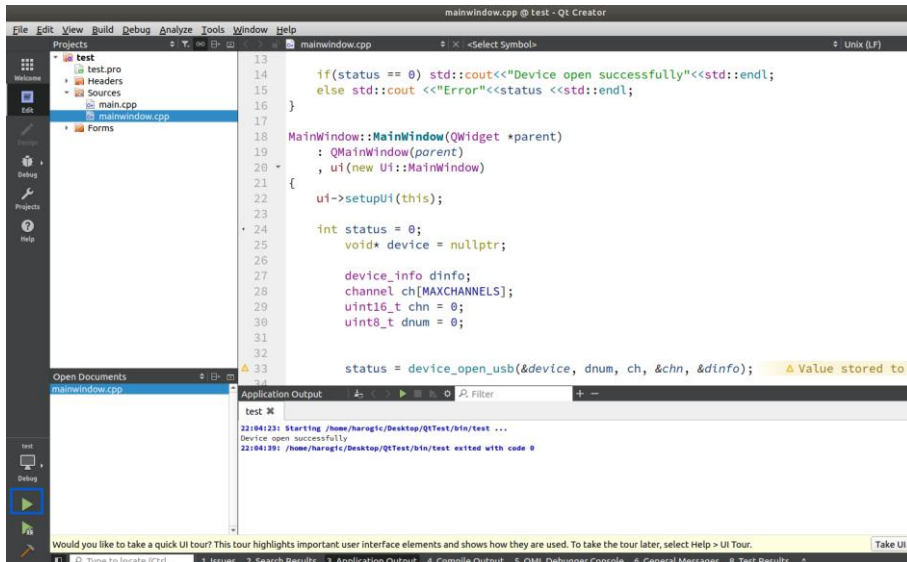 mainwindow.cpp @ test - Qt Creator
File Edit View Build Debug Analyze Tools Window Help
Projects
mainwindow.cpp
<Select Symbol>
Unix (LF)
Welcome
Edit
Design
Debug
Projects
Help
test
test.pro
Headers
Sources
main.cpp
mainwindow.cpp
Forms
13
14 if(status == 0) std::cout<<"Device open successfully"<<std::endl;
15 else std::cout <<"Error"<<status <<std::endl;
16 }
17
18 MainWindow::MainWindow(QWidget *parent)
19 : QMainWindow(parent)
20 , ui(new Ui::MainWindow)
21 {
22 ui->setupUi(this);
23
24 int status = 0;
25 void* device = nullptr;
26
27 device_info dinfo;
28 channel ch[MAXCHANNELS];
29 uint16_t chn = 0;
30 uint8_t dnum = 0;
31
32
33 status = device_open_usb(&device, dnum, ch, &chn, &dinfo); Value stored to
34
Open Documents
mainwindow.cpp
Application Output
Filter
test
22:04:23: Starting /home/harogic/Desktop/QtTest/bin/test ...
Device open successfully
22:04:39: /home/harogic/Desktop/QtTest/bin/test exited with code 0
test
Debug
Would you like to take a quick UI tour? This tour highlights important user interface elements and shows how they are used. To take the tour later, select Help > UI Tour.
Take UI
Type to locate (Ctrl
1 Issues 2 Search Results 3 Application Output 4 Compile Output 5 QML Debugger Console 6 General Messages 8 Test Results